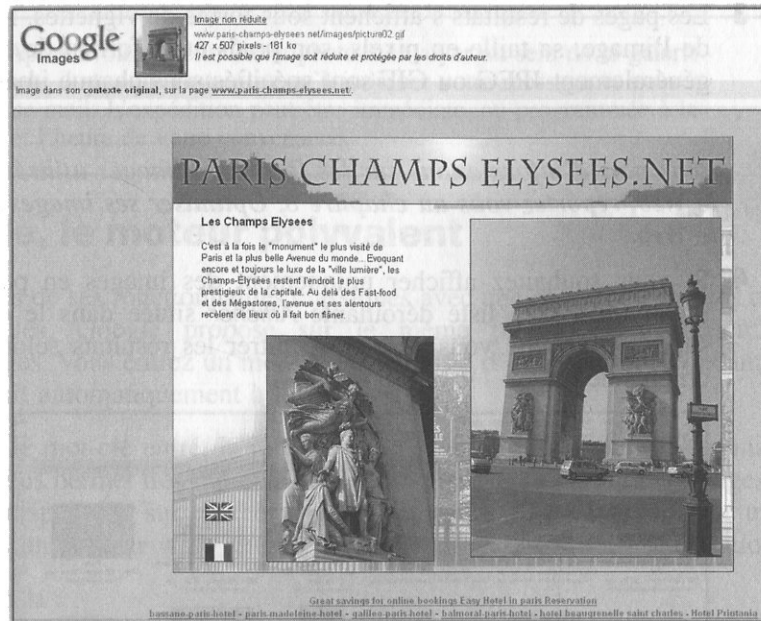 Google
Images
Image non réduite
www.paris-champs-elysees.net/images/picture02.gif
427 x 507 pixels - 181 ko
Il est possible que l'image soit réduite et protégée par les droits d'auteur.
Image dans son contexte original, sur la page www.paris-champs-elysees.net/.
PARIS CHAMPS ELYSEES.NET
Les Champs Elysees
C'est à la fois le "monument" le plus visité de
Paris et la plus belle Avenue du monde... Evoquant
encore et toujours le luxe de la "ville lumière", les
Champs-Élysées restent l'endroit le plus
prestigieux de la capitale. Au delà des Fast-food
et des Mégastores, l'avenue et ses alentours
recèlent de lieux où il fait bon flâner.
Great savings for online bookings Easy Hotel in paris Reservation
bassano-paris-hotel - paris-madeleine-hotel - galileo-paris-hotel - balmoral-paris-hotel - hotel beaugrenelle saint charles - Hotel Printania